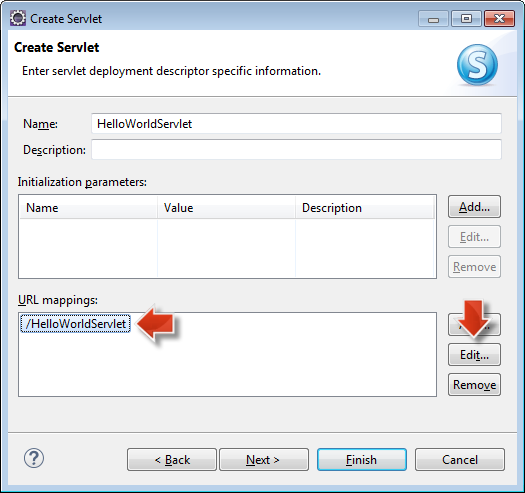 Create Servlet
Create Servlet
Enter servlet deployment descriptor specific information.
S
Name: HelloWorldServlet
Description:
Initialization parameters:
Name Value Description
Add...
Edit...
Remove
URL mappings:
/HelloWorldServlet
Edit...
Remove
? < Back Next > Finish Cancel